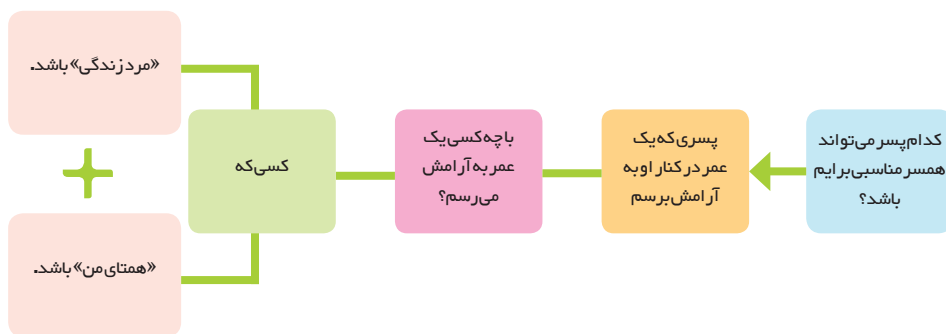 کدام پسر می‌تواند
همسر مناسبی برایم
باشد؟
پسری که یک
عمر در کنار او به
آرامش برسم
با چه کسی یک
عمر به آرامش
می‌رسم؟
کسی که
«مرد زندگی» باشد.
«همتای من» باشد.